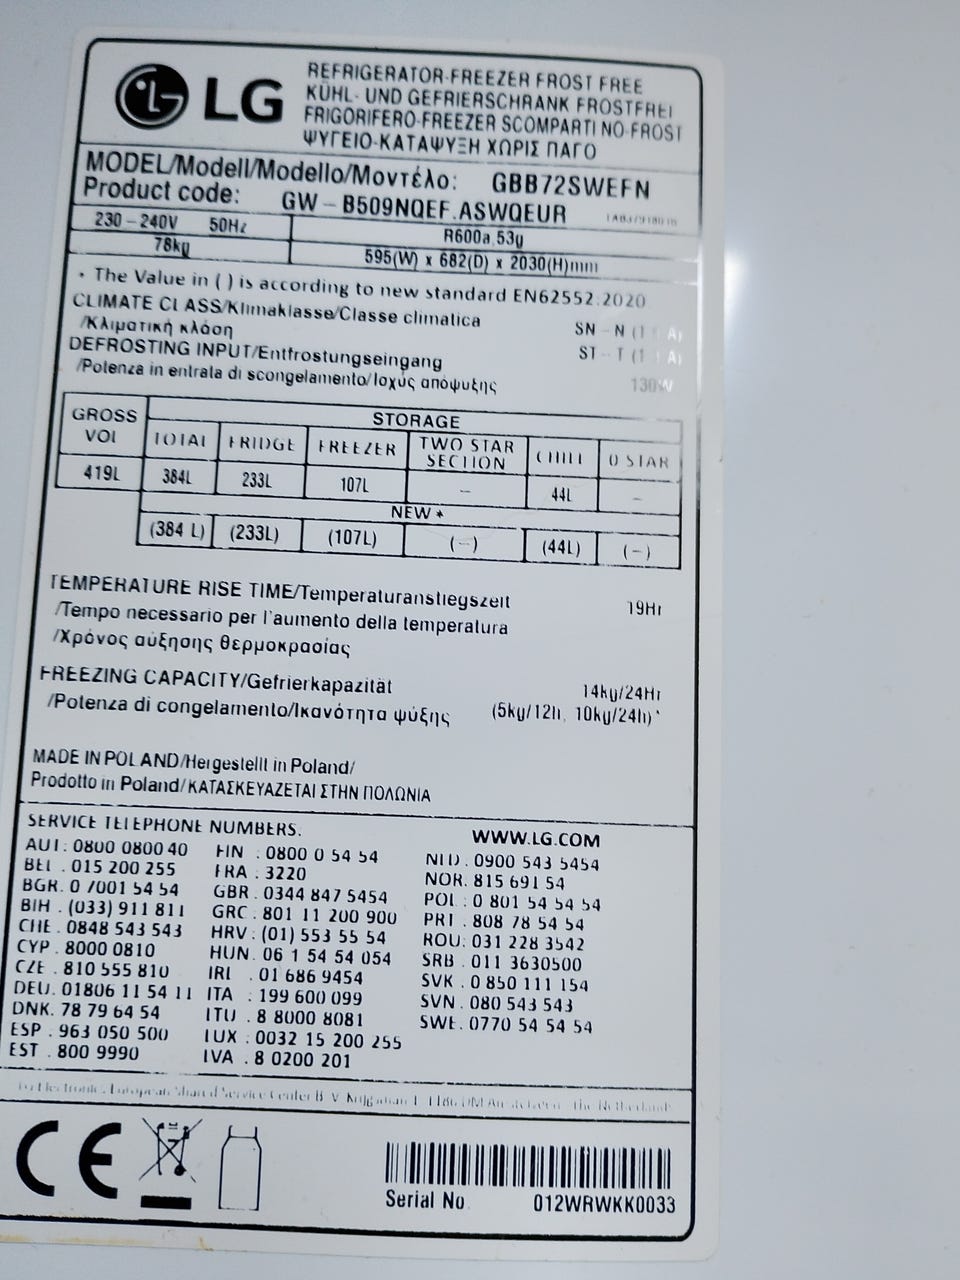 LG
REFRIGERATOR-FREEZER FROST FREE
KÜHL- UND GEFRIERSCHRANK FROSTFREI
FRIGORIFERO-FREEZER SCOMPARTI NO-FROST
ΨΥΓΕΙΟ-ΚΑΤΑΨΥΞΗ ΧΩΡΙΣ ΠΑΓΟ
MODEL/Modell/Modello/Μοντέλο: GBB72SWEFN
Product code: GW-B509NQEF.ASWQEUR
230-240V 50Hz R600a,53g
78kg 595(W) x 682(D) x 2030(H)mm
• The Value in ( ) is according to new standard EN62552:2020
CLIMATE CLASS/Klimaklasse/Classe climatica SN-N
/Κλιματική κλάση ST-T
DEFROSTING INPUT/Entfrostungseingang
/Potenza in entrata di scongelamento/Ισχύς απόψυξης 130W
GROSS VOL STORAGE
TOTAL FRIDGE FREEZER TWO STAR SECTION CHILL 0 STAR
419L 384L 233L 107L - 44L -
NEW *
(384 L) (233L) (107L) (-) (44L) (-)
TEMPERATURE RISE TIME/Temperaturanstiegszeit 19Hr
/Tempo necessario per l'aumento della temperatura
/Χρόνος αύξησης θερμοκρασίας
FREEZING CAPACITY/Gefrierkapazität 14kg/24Hr
/Potenza di congelamento/Ικανότητα ψύξης (5kg/12h, 10kg/24h)*
MADE IN POLAND/Hergestellt in Poland/
Prodotto in Poland/ΚΑΤΑΣΚΕΥΑΖΕΤΑΙ ΣΤΗΝ ΠΟΛΩΝΙΑ
SERVICE TELEPHONE NUMBERS. WWW.LG.COM
AUT: 0800 0800 40
BEL : 015 200 255
BGR: 0 7001 54 54
BIH : (033) 911 811
CHE : 0848 543 543
CYP : 8000 0810
CZE : 810 555 810
DEU: 01806 11 54 11
DNK: 78 79 64 54
ESP : 963 050 500
EST : 800 9990
FIN : 0800 0 54 54
FRA : 3220
GBR : 0344 847 5454
GRC : 801 11 200 900
HRV : (01) 553 55 54
HUN: 06 1 54 54 054
IRL : 01 686 9454
ITA : 199 600 099
LTU : 8 8000 8081
LUX : 0032 15 200 255
LVA : 8 0200 201
NLD : 0900 543 5454
NOR: 815 691 54
POL : 0 801 54 54 54
PRT : 808 78 54 54
ROU: 031 228 3542
SRB : 011 3630500
SVK : 0 850 111 154
SVN : 080 543 543
SWE: 0770 54 54 54
LG Electronics European Shared Service Center B.V. Krijgsman 1, 1186 DM Amstelveen, The Netherlands
CE
Serial No. 012WRWKK0033